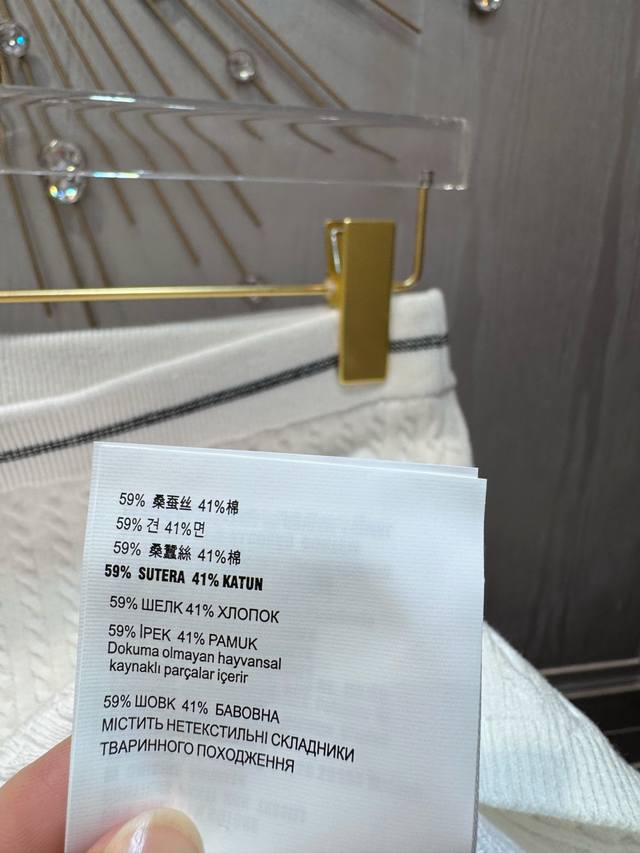 59% 桑蚕丝 41%棉
59% 견 41%면
59% 桑蠶絲 41%棉
59% SUTERA 41% KATUN
59% ШЕЛК 41% ХЛОПОК
59% İPEK 41% PAMUK
Dokuma olmayan hayvansal
kaynaklı parçalar içerir
59% ШОВК 41% БАВОВНА
МІСТИТЬ НЕТЕКСТИЛЬНІ СКЛАДНИКИ
ТВАРИННОГО ПОХОДЖЕННЯ